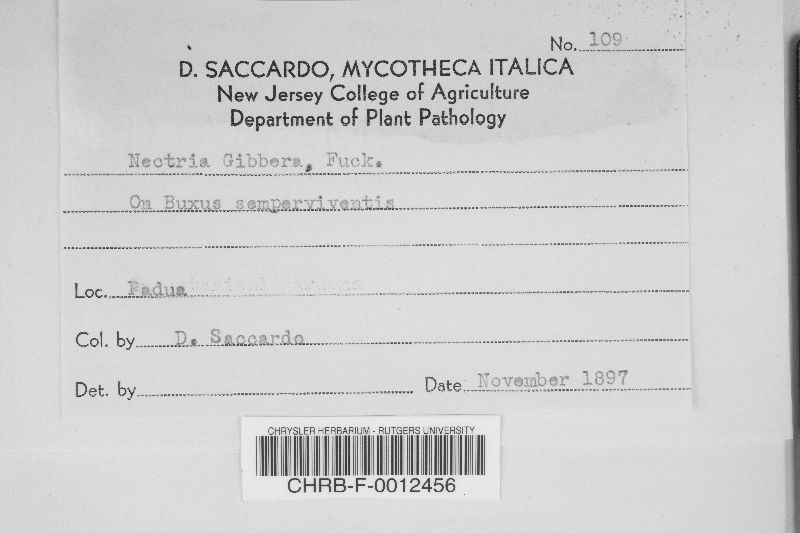 No. 109
D. SACCARDO, MYCOTHECA ITALICA
New Jersey College of Agriculture
Department of Plant Pathology
Nectria Gibbera, Fuck.
On Buxus semperviventis
Loc. Padua
Col. by D. Saccardo
Det. by
Date November 1897
CHRYSLER HERBARIUM - RUTGERS UNIVERSITY
CHRB-F-0012456